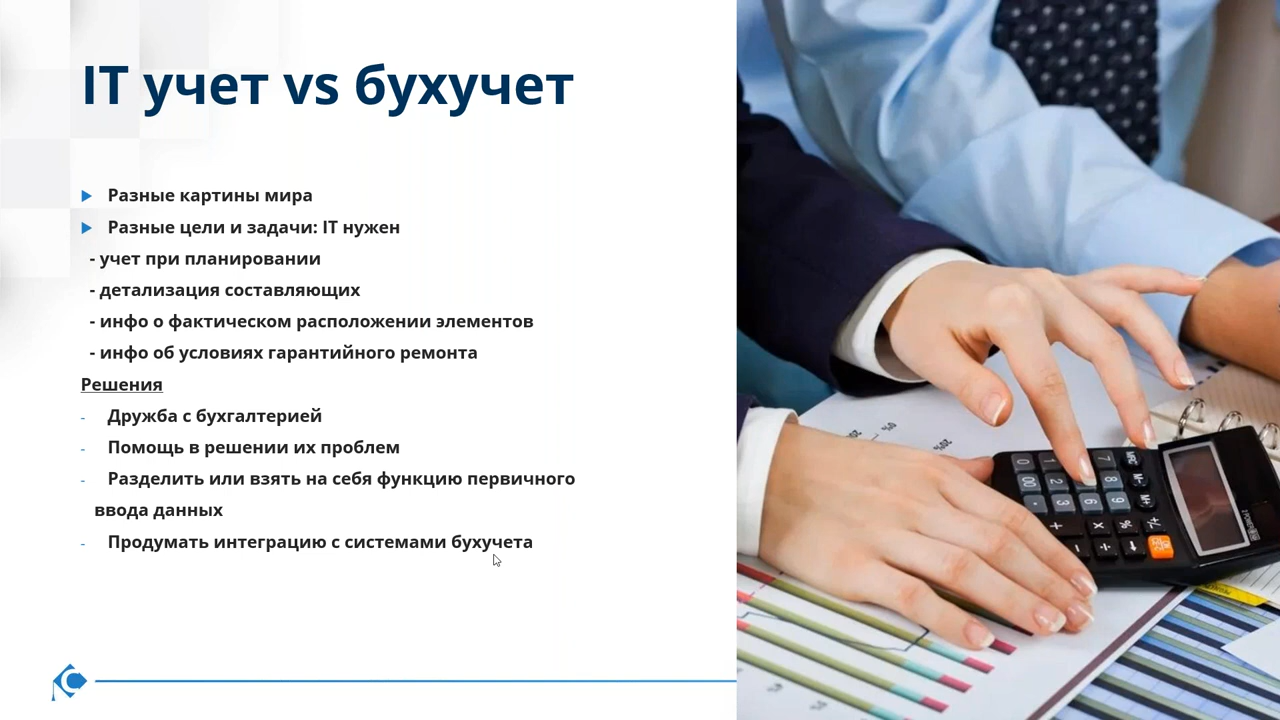 IT учет vs бухучет
Разные картины мира
Разные цели и задачи: IT нужен
- учет при планировании
- детализация составляющих
- инфо о фактическом расположении элементов
- инфо об условиях гарантийного ремонта
Решения
- Дружба с бухгалтерией
- Помощь в решении их проблем
- Разделить или взять на себя функцию первичного
ввода данных
- Продумать интеграцию с системами бухучета